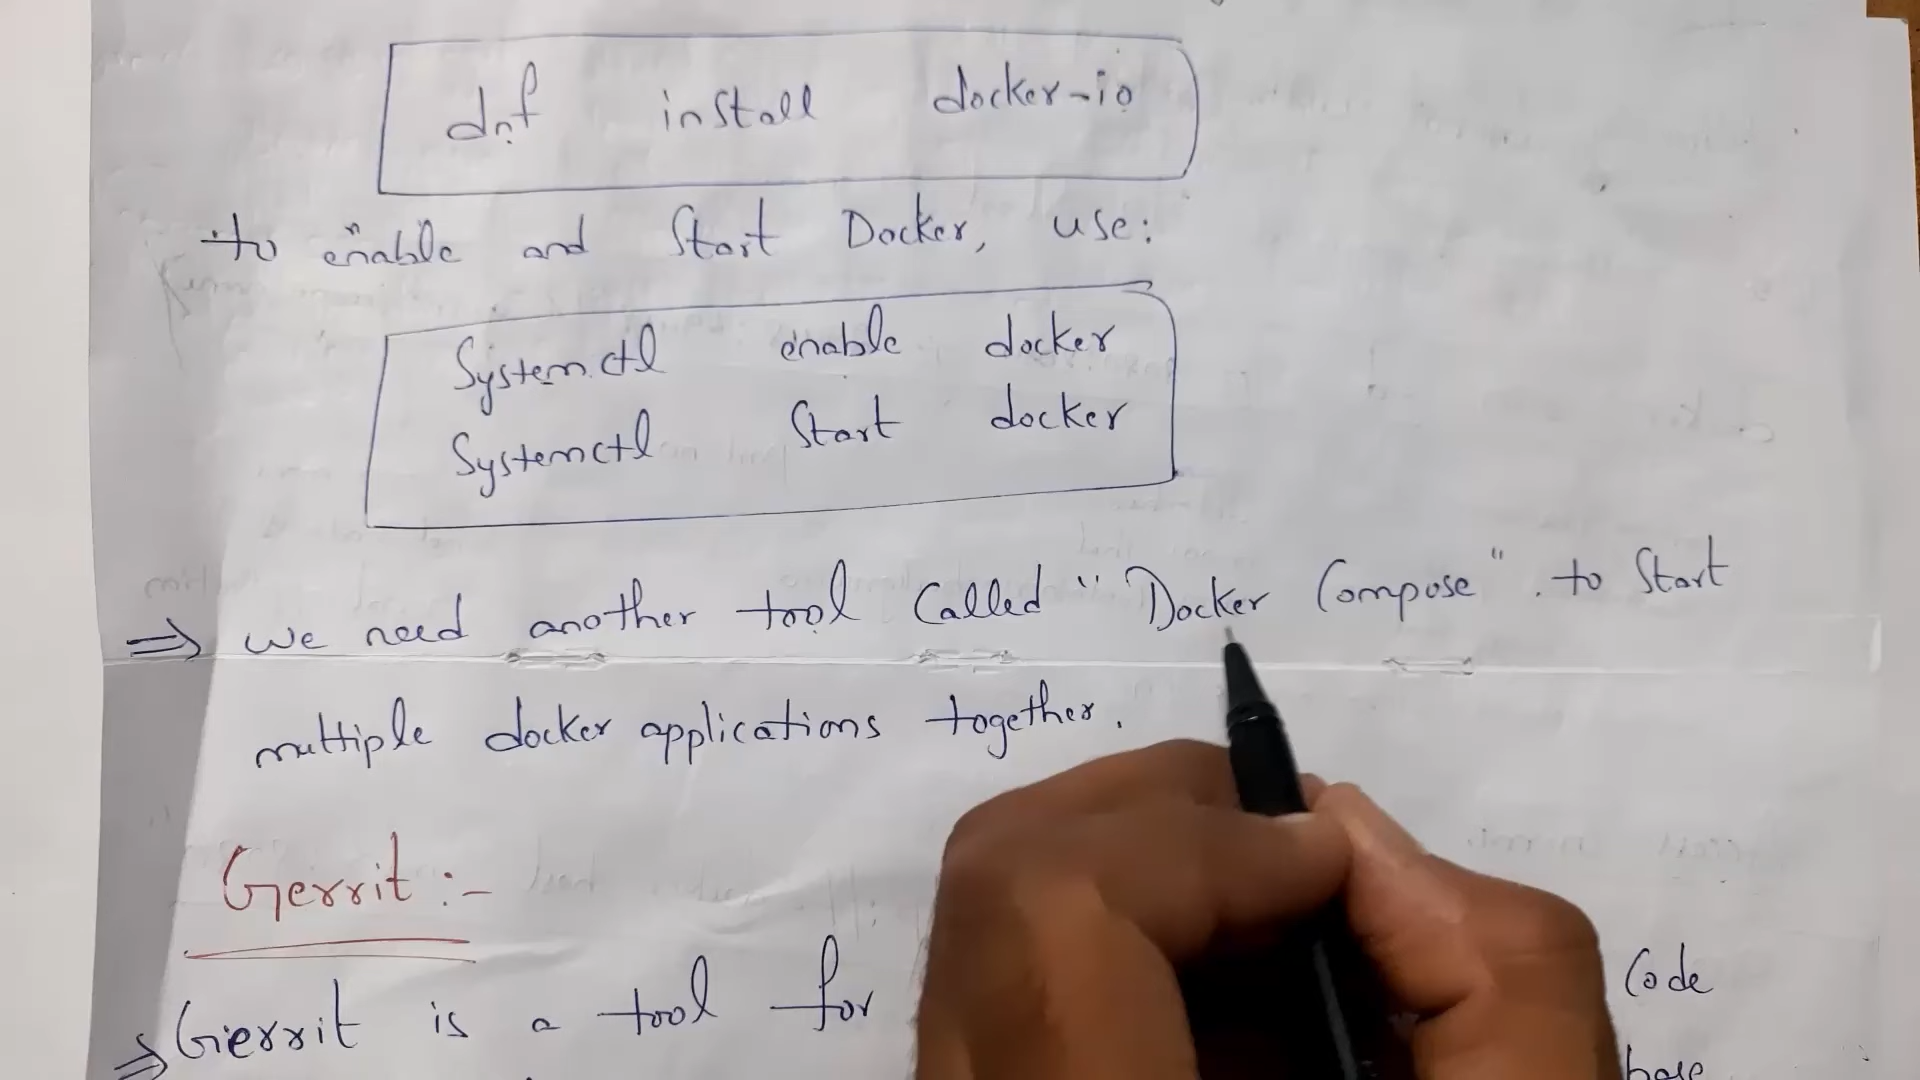 dnf install docker-io
to enable and Start Docker, use:
Systemctl enable docker
Systemctl Start docker
⇒ we need another tool Called "Docker Compose". to Start
multiple docker applications together.
Gerrit :-
⇒ Gerrit is a tool for Code
base